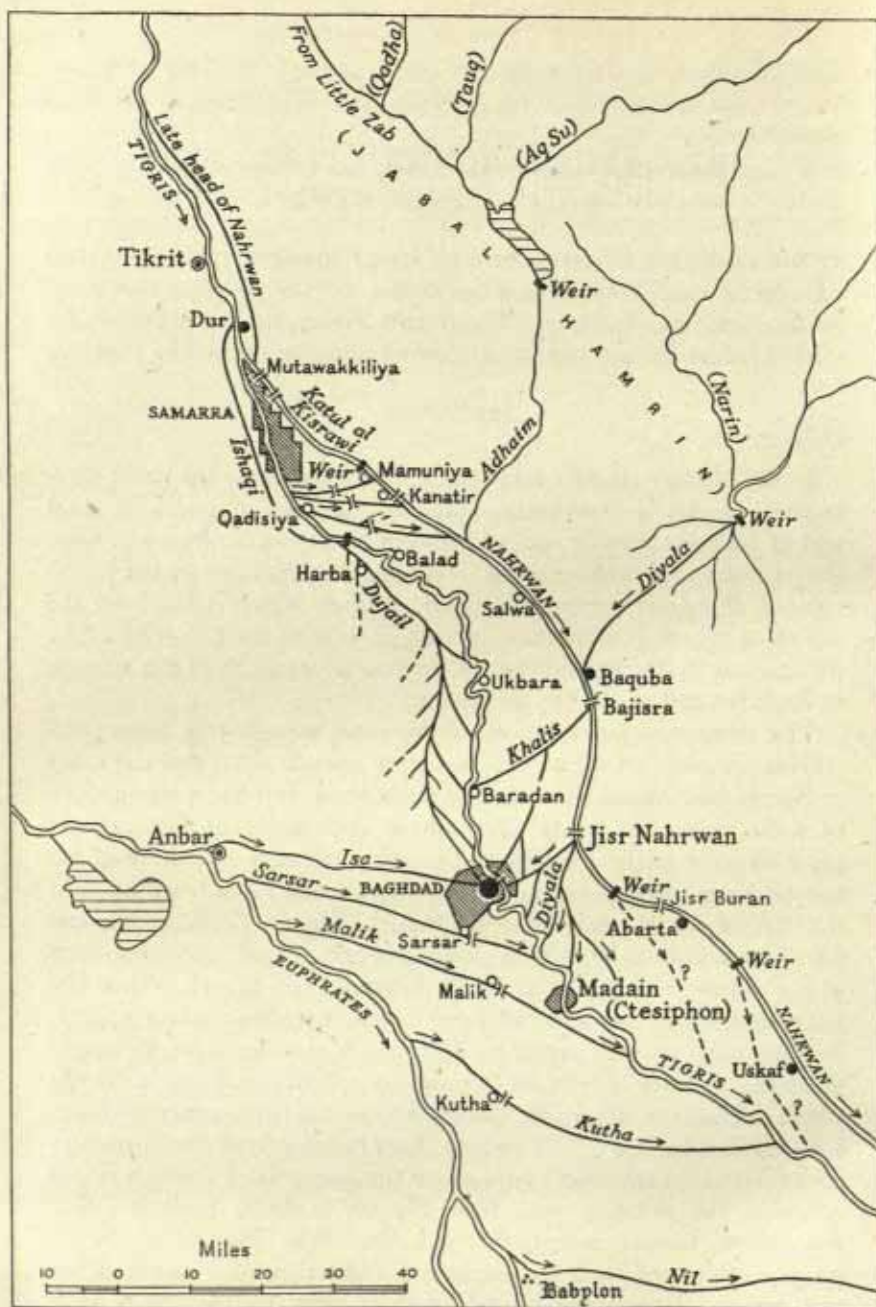 From Little Zab
(Qadha)
(Tauq)
(Aq Su)
(JABAL HAMRIN)
Late head of Nahrwan
TIGRIS
Tikrit
Weir
Dur
Mutawakkiliya
(Narin)
SAMARRA
Katul al
Kisrawi
Ishaqi
Adhaim
Weir
Mamuniya
Kanatir
Qadisiya
Weir
NAHRWAN
Balad
Harba
Diyala
Dujail
Salwa
Baquba
Ukbara
Bajisra
Khalis
Baradan
Anbar
Isa
Jisr Nahrwan
Sarsar
BAGHDAD
Diyala
Weir
Jisr Buran
Malik
Sarsar
Abarta
Weir
EUPHRATES
Malik
Madain
(Ctesiphon)
?
NAHRWAN
TIGRIS
Uskaf
Kutha
?
Kutha
Miles
10 0 10 20 30 40
Babylon
Nil